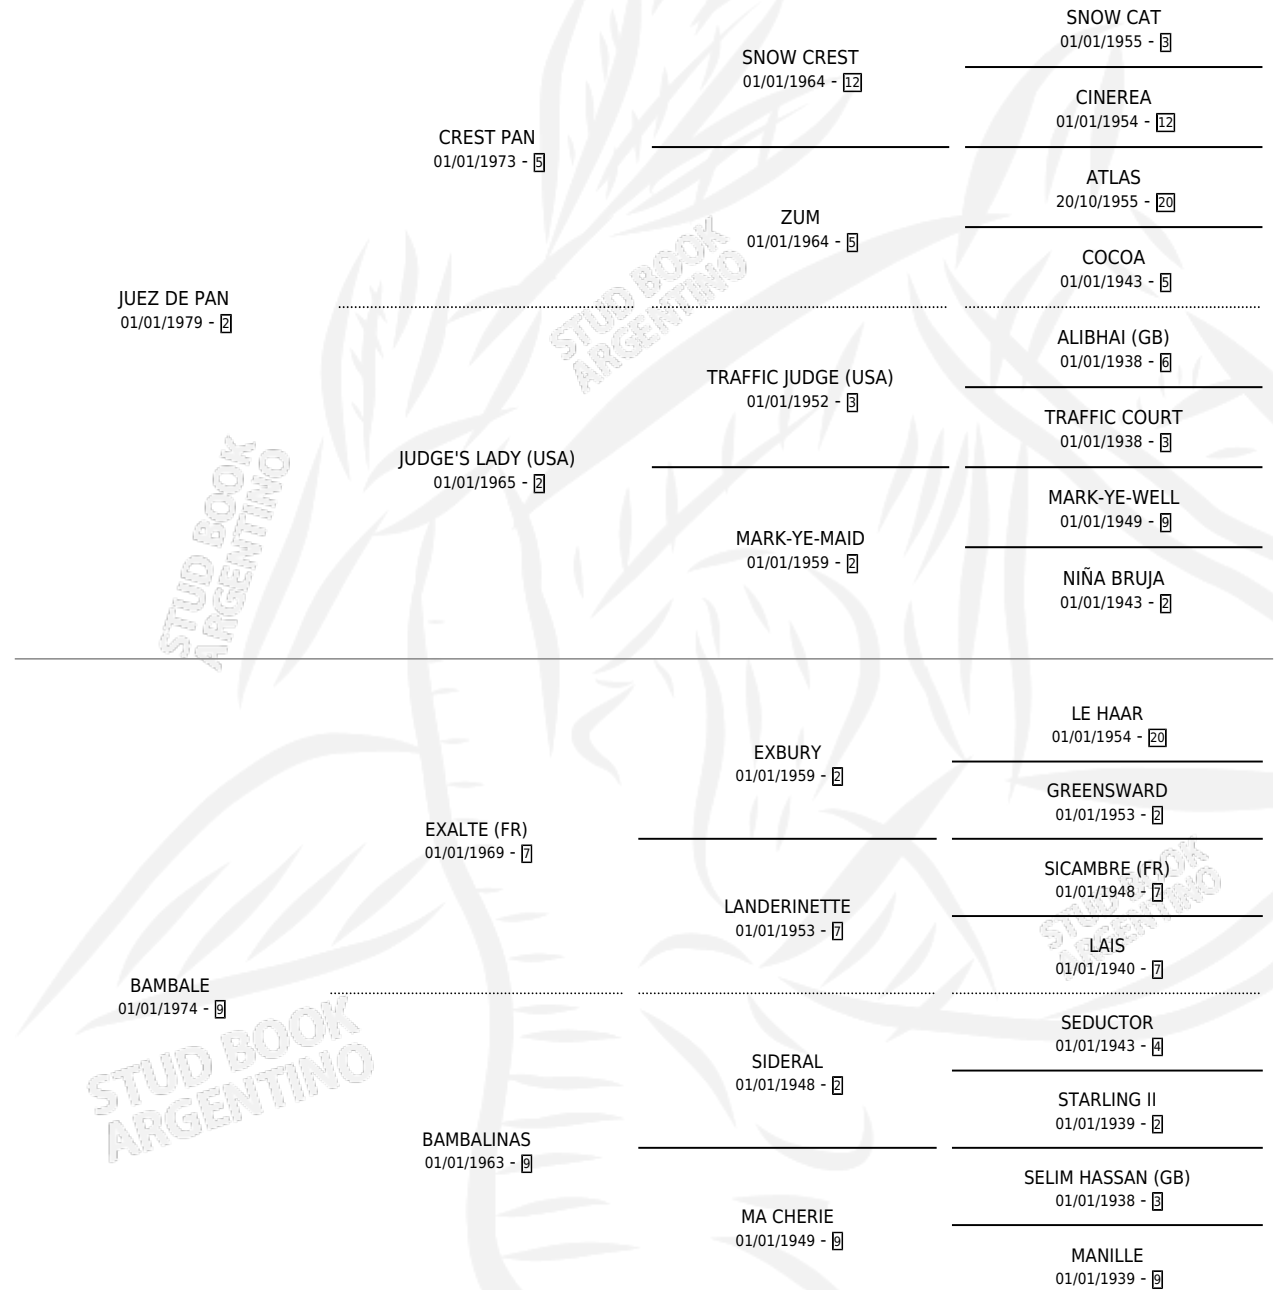 SNOW CAT
01/01/1955 - 3
SNOW CREST
01/01/1964 - 12
CINEREA
01/01/1954 - 12
CREST PAN
01/01/1973 - 5
ATLAS
20/10/1955 - 20
ZUM
01/01/1964 - 5
COCOA
01/01/1943 - 5
JUEZ DE PAN
01/01/1979 - 2
ALIBHAI (GB)
01/01/1938 - 6
TRAFFIC JUDGE (USA)
01/01/1952 - 3
TRAFFIC COURT
01/01/1938 - 3
JUDGE'S LADY (USA)
01/01/1965 - 2
MARK-YE-WELL
01/01/1949 - 9
MARK-YE-MAID
01/01/1959 - 2
NIÑA BRUJA
01/01/1943 - 2
STUD BOOK
ARGENTINO
STUD BOOK
ARGENTINO
LE HAAR
01/01/1954 - 20
EXBURY
01/01/1959 - 2
GREENSWARD
01/01/1953 - 2
EXALTE (FR)
01/01/1969 - 7
SICAMBRE (FR)
01/01/1948 - 7
LANDERINETTE
01/01/1953 - 7
LAIS
01/01/1940 - 7
BAMBALE
01/01/1974 - 9
SEDUCTOR
01/01/1943 - 4
SIDERAL
01/01/1948 - 2
STARLING II
01/01/1939 - 2
BAMBALINAS
01/01/1963 - 9
SELIM HASSAN (GB)
01/01/1938 - 3
MA CHERIE
01/01/1949 - 9
MANILLE
01/01/1939 - 9
STUD BOOK
ARGENTINO
STUD BOOK
ARGENTINO